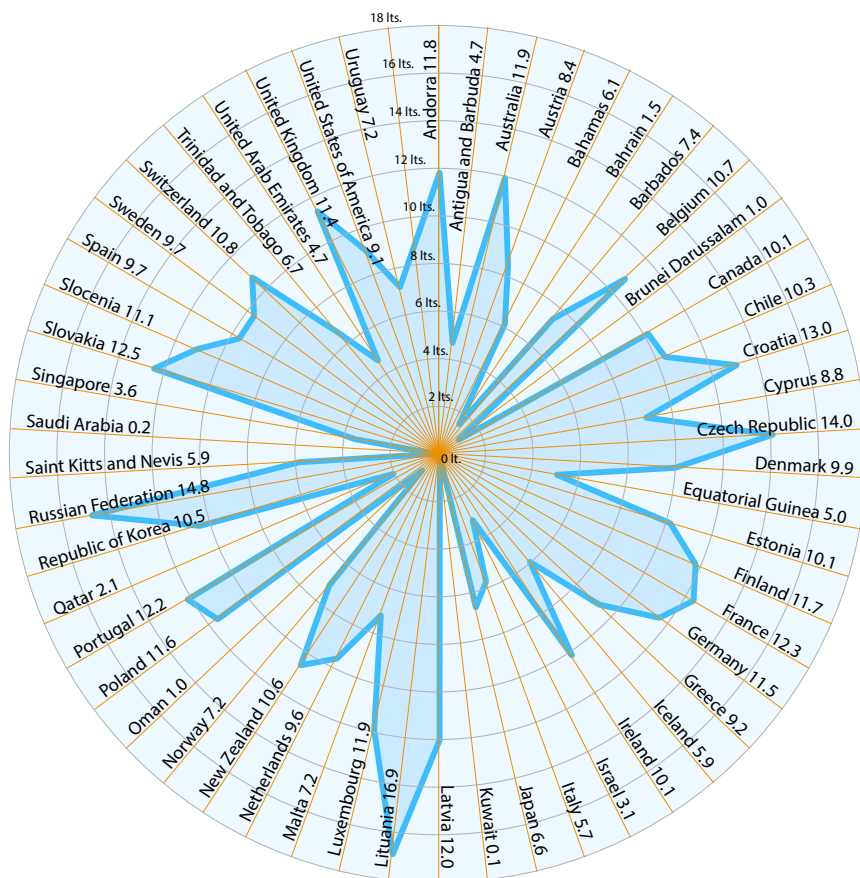 18 lts.
16 lts.
14 lts.
12 lts.
10 lts.
8 lts.
6 lts.
4 lts.
2 lts.
0 lt.
Andorra 11.8
Antigua and Barbuda 4.7
Australia 11.9
Austria 8.4
Bahamas 6.1
Bahrain 1.5
Barbados 7.4
Belgium 10.7
Brunei Darussalam 1.0
Canada 10.1
Chile 10.3
Croatia 13.0
Cyprus 8.8
Czech Republic 14.0
Denmark 9.9
Equatorial Guinea 5.0
Estonia 10.1
Finland 11.7
France 12.3
Germany 11.5
Greece 9.2
Iceland 5.9
Ireland 10.1
Israel 3.1
Italy 5.7
Japan 6.6
Kuwait 0.1
Latvia 12.0
Lituania 16.9
Luxembourg 11.9
Malta 7.2
Netherlands 9.6
New Zealand 10.6
Norway 7.2
Oman 1.0
Poland 11.6
Portugal 12.2
Qatar 2.1
Republic of Korea 10.5
Russian Federation 14.8
Saint Kitts and Nevis 5.9
Saudi Arabia 0.2
Singapore 3.6
Slovakia 12.5
Slocenia 11.1
Spain 9.7
Sweden 9.7
Switzerland 10.8
Trinidad and Tobago 6.7
United Arab Emirates 4.7
United Kingdom 11.4
United States of America 9.1
Uruguay 7.2